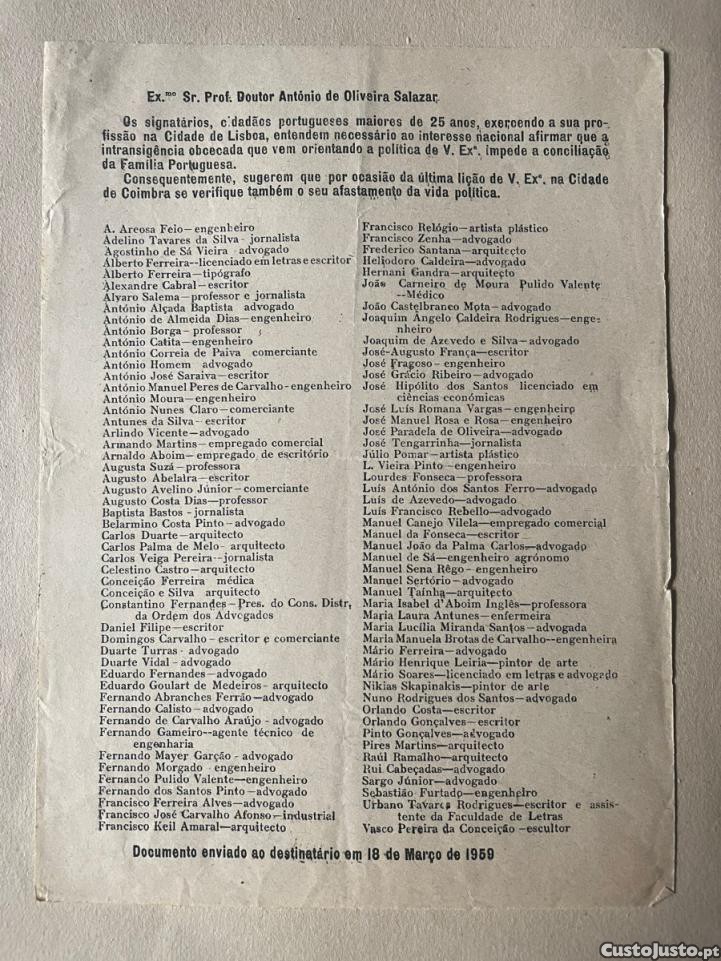 Ex.mo Sr. Prof. Doutor António de Oliveira Salazar
Os signatários, cidadãos portugueses maiores de 25 anos, exercendo a sua pro-
fissão na Cidade de Lisboa, entendem necessário ao interesse nacional afirmar que a
intransigência obcecada que vem orientando a política de V. Exª. impede a conciliação
da Família Portuguesa.
Consequentemente, sugerem que por ocasião da última lição de V. Exª. na Cidade
de Coimbra se verifique também o seu afastamento da vida política.
A. Areosa Feio—engenheiro
Adelino Tavares da Silva - jornalista
Agostinho de Sá Vieira advogado
Alberto Ferreira--licenciado em letras e escritor
Alberto Ferreira—tipógrafo
Alexandre Cabral—escritor
Álvaro Salema—professor e jornalista
António Alçada Baptista advogado
António de Almeida Dias—engenheiro
António Borga- professor
António Catita—engenheiro
António Correia de Paiva comerciante
António Homem advogado
António José Saraiva—escritor
António Manuel Peres de Carvalho-engenheiro
António Moura—engenheiro
António Nunes Claro—comerciante
Antunes da Silva- escritor
Arlindo Vicente—advogado
Armando Martins—empregado comercial
Arnaldo Aboim—empregado de escritório
Augusta Suzá—professora
Augusto Abelaira—escritor
Augusto Avelino Júnior—comerciante
Augusto Costa Dias—professor
Baptista Bastos-jornalista
Belarmino Costa Pinto-advogado
Carlos Duarte—arquitecto
Carlos Palma de Melo- arquitecto
Carlos Veiga Pereira--jornalista
Celestino Castro—arquitecto
Conceição Ferreira médica
Conceição e Silva arquitecto
Constantino Fernandes—Pres. do Cons. Distr,
da Ordem dos Advogados
Daniel Filipe—escritor
Domingos Carvalho - escritor e comerciante
Duarte Turras- advogado
Duarte Vidal-advogado
Eduardo Fernandes—advogado
Eduardo Goulart de Medeiros- arquitecto
Fernando Abranches Ferrão—advogado
Fernando Calisto—advogado
Fernando de Carvalho Araújo - advogado
Fernando Gameiro--agente técnico de
engenharia
Fernando Mayer Garção- advogado
Fernando Morgado- engenheiro
Fernando Pulido Valente—engenheiro
Fernando dos Santos Pinto—advogado
Francisco Ferreira Alves—advogado
Francisco José Carvalho Afonso—industrial
Francisco Keil Amaral—arquitecto
Francisco Relógio—artista plástico
Francisco Zenha—advogado
Frederico Santana—arquitecto
Heliodoro Caldeira—advogado
Hernani Gandra—arquitecto
João Carneiro de Moura Pulido Valente
--Médico
João Castelbranco Mota—advogado
Joaquim Angelo Caldeira Rodrigues—enge-
nheiro
Joaquim de Azevedo e Silva—advogado
José-Augusto França—escritor
José Fragoso- engenheiro
José Grácio Ribeiro—advogado
José Hipólito dos Santos licenciado em
ciências económicas
José Luís Romana Vargas- engenheiro
José Manuel Rosa e Rosa—engenheiro
José Paradela de Oliveira—advogado
José Tengarrinha—jornalista
Júlio Pomar—artista plástico
L. Vieira Pinto—engenheiro
Lourdes Fonseca—professora
Luís António dos Santos Ferro—advogado
Luís de Azevedo—advogado
Luís Francisco Rebello—advogado
Manuel Canejo Vilela—empregado comercial
Manuel da Fonseca—escritor
Manuel João da Palma Carlos—advogado
Manuel de Sá—engenheiro agrónomo
Manuel Sena Rêgo-engenheiro
Manuel Sertório-advogado
Manuel Taínha—arquitecto
Maria Isabel d'Aboim Inglês—professora
Maria Laura Antunes—enfermeira
Maria Lucília Miranda Santos—advogada
Maria Manuela Brotas de Carvalho--engenheira
Mário Ferreira—advogado
Mário Henrique Leiria—pintor de arte
Mário Soares—licenciado em letras e advogado
Nikias Skapinakis—pintor de arte
Nuno Rodrigues dos Santos—advogado
Orlando Costa—escritor
Orlando Gonçalves—escritor
Pinto Gonçalves—advogado
Pires Martins—arquitecto
Raúl Ramalho—arquitecto
Rui Cabeçadas—advogado
Sargo Júnior—advogado
Sebastião Furtado—engenheiro
Urbano Tavares Rodrigues—escritor e assis-
tente da Faculdade de Letras
Vasco Pereira da Conceição -escultor
Documento enviado ao destinatário em 18 de Março de 1959
CustoJusto.pt